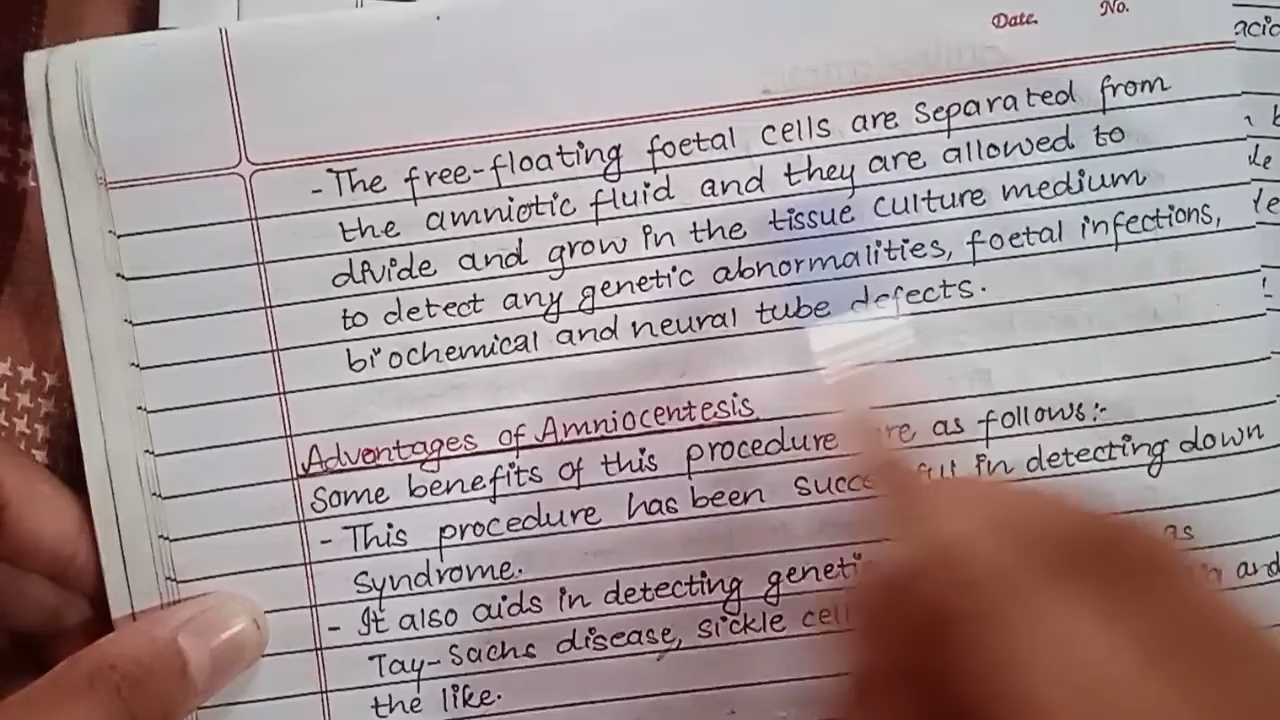 Date. No.
acid
- The free-floating foetal cells are separated from
the amniotic fluid and they are allowed to
divide and grow in the tissue culture medium
to detect any genetic abnormalities, foetal infections,
biochemical and neural tube defects.
Advantages of Amniocentesis
Some benefits of this procedure are as follows:-
- This procedure has been in detecting down
syndrome.
- It also aids in detecting as
Tay-Sachs disease, sickle cell and
the like.